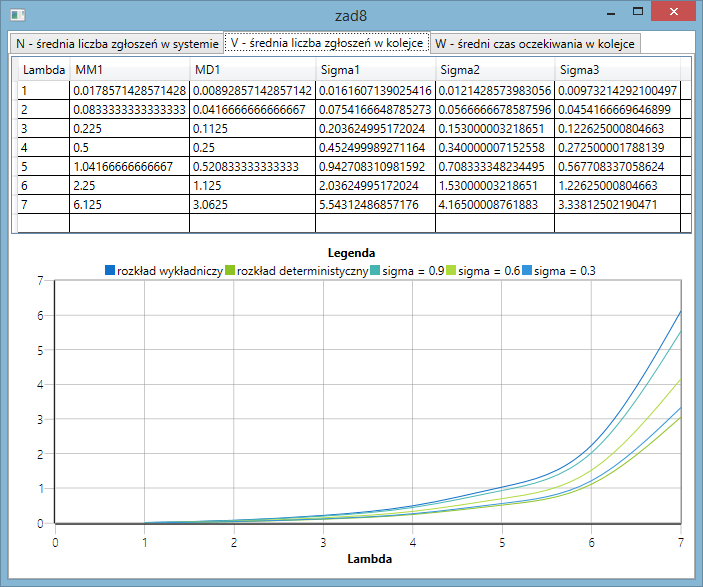 zad8
N - średnia liczba zgłoszeń w systemie V - średnia liczba zgłoszeń w kolejce W - średni czas oczekiwania w kolejce
Lambda MM1 MD1 Sigma1 Sigma2 Sigma3
1 0.0178571428571428 0.00892857142857142 0.0161607139025416 0.0121428573983056 0.00973214292100497
2 0.0833333333333333 0.0416666666666667 0.0754166648785273 0.0566666678587596 0.0454166669646899
3 0.225 0.1125 0.203624995172024 0.153000003218651 0.122625000804663
4 0.5 0.25 0.452499989271164 0.340000007152558 0.272500001788139
5 1.04166666666667 0.520833333333333 0.942708310981592 0.708333348234495 0.567708337058624
6 2.25 1.125 2.03624995172024 1.53000003218651 1.22625000804663
7 6.125 3.0625 5.54312486857176 4.16500008761883 3.33812502190471
Legenda
rozkład wykładniczy rozkład deterministyczny sigma = 0.9 sigma = 0.6 sigma = 0.3
7
6
5
4
3
2
1
0
0 1 2 3 4 5 6 7
Lambda